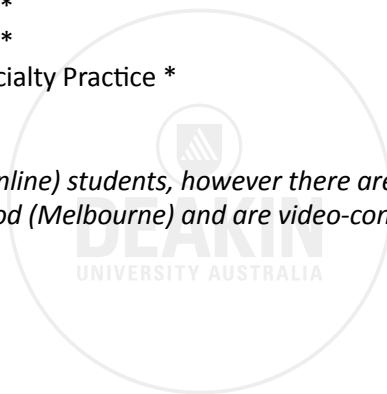 *
*
cialty Practice *
nline) students, however there are
od (Melbourne) and are video-con
DEAKIN
UNIVERSITY AUSTRALIA